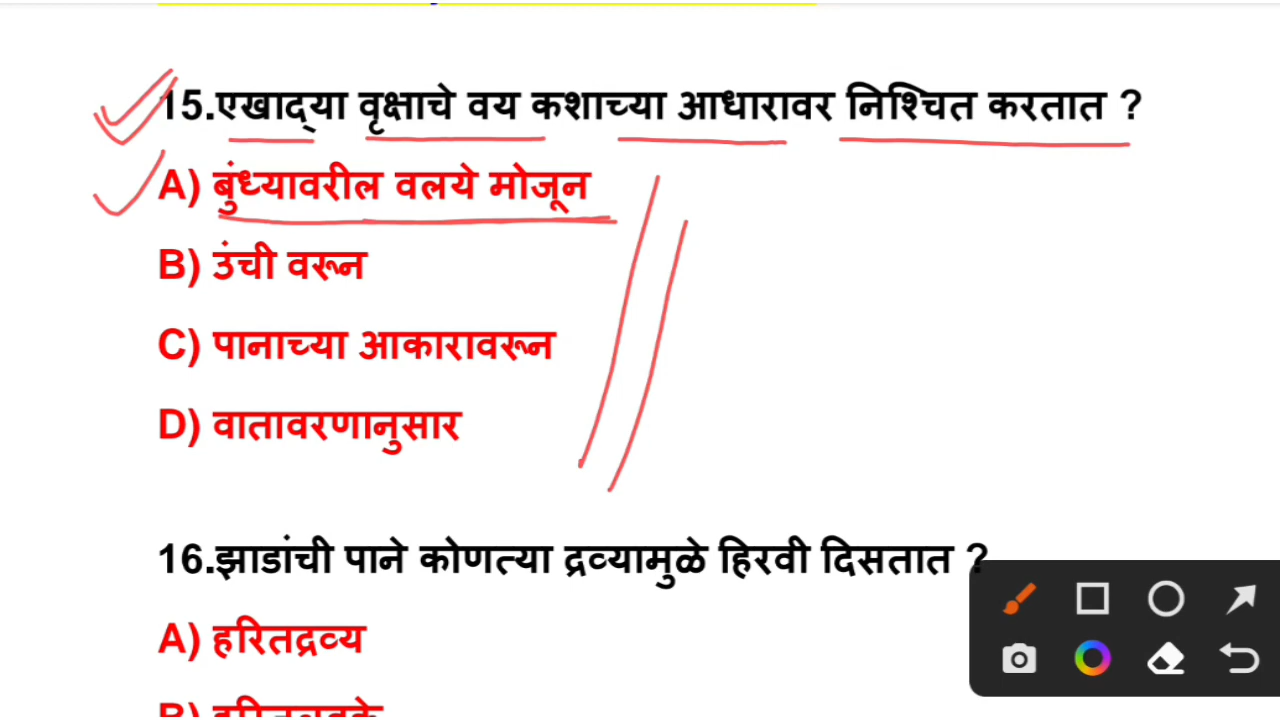 15.एखाद्या वृक्षाचे वय कशाच्या आधारावर निश्चित करतात ?
A) बुंध्यावरील वलये मोजून
B) उंची वरून
C) पानाच्या आकारावरून
D) वातावरणानुसार
16.झाडांची पाने कोणत्या द्रव्यामुळे हिरवी दिसतात ?
A) हरितद्रव्य
B)